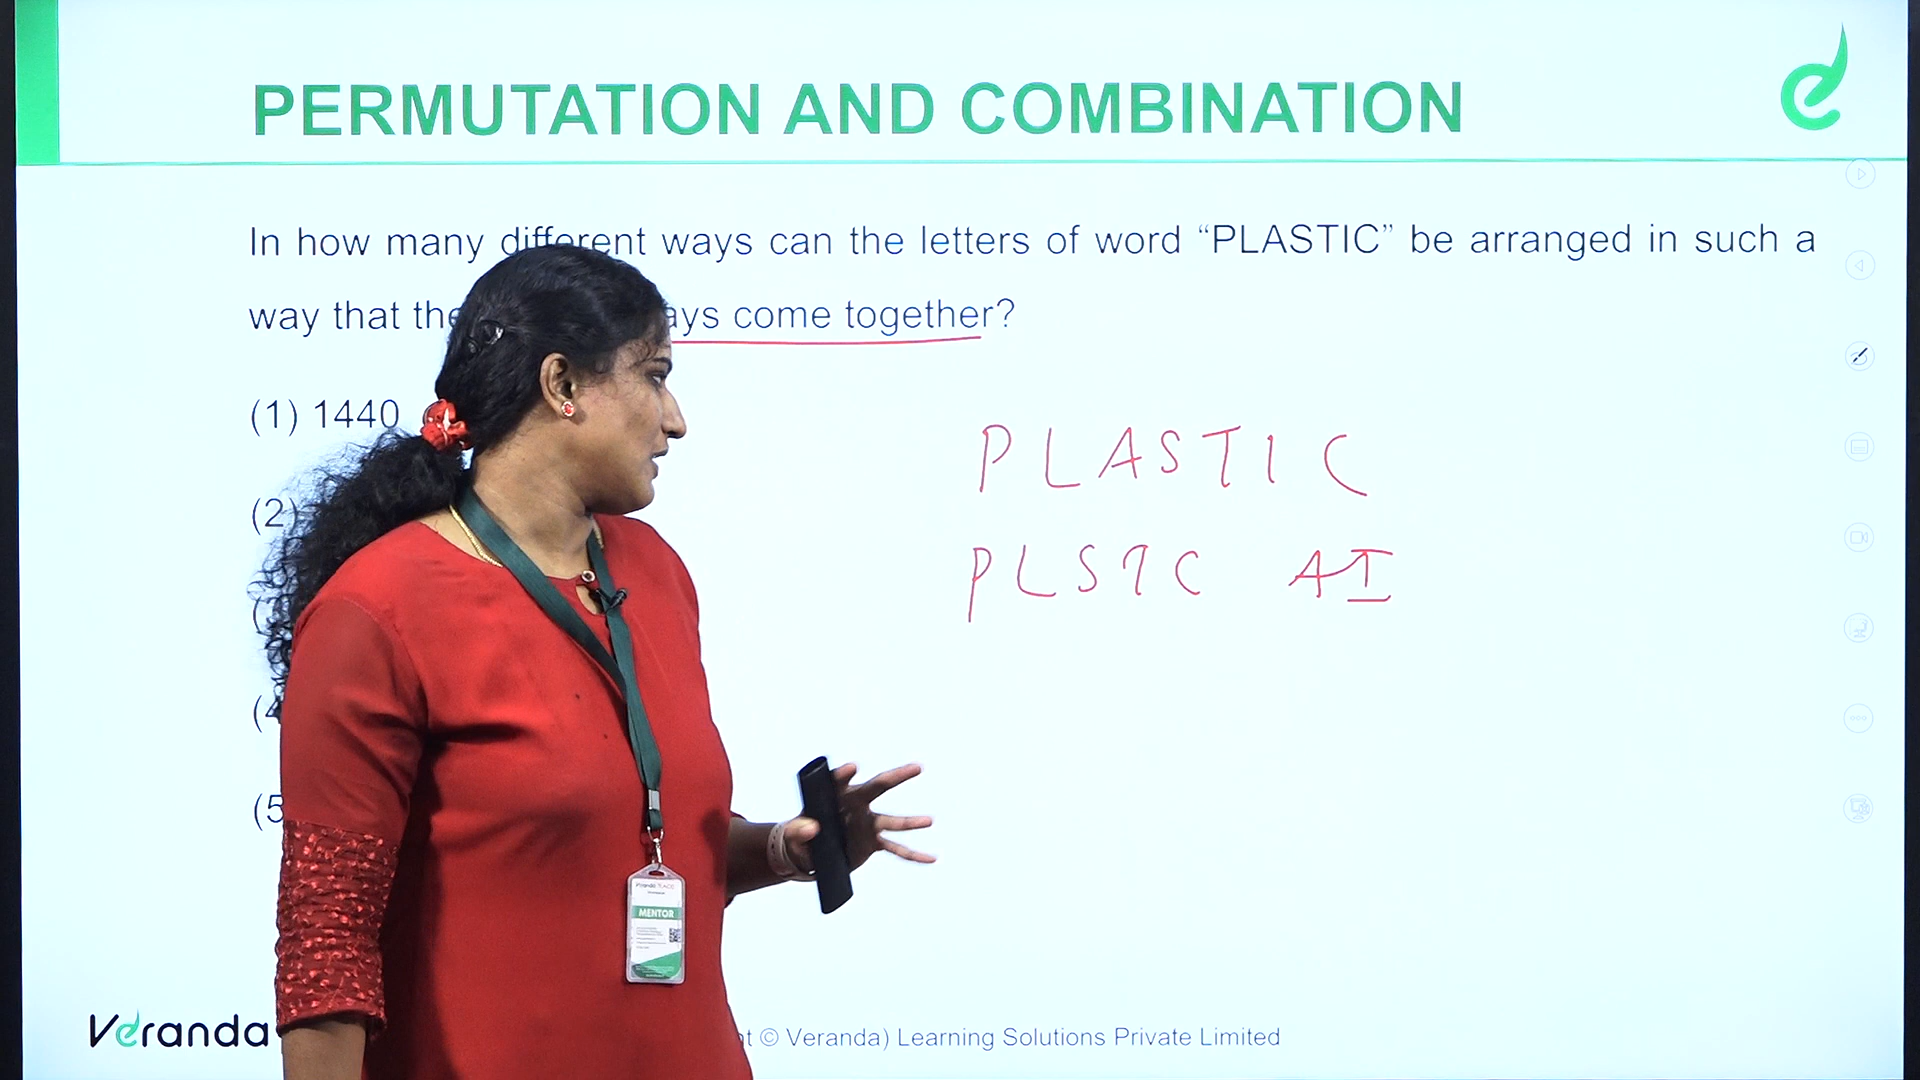 PERMUTATION AND COMBINATION
In how many different ways can the letters of word “PLASTIC” be arranged in such a
way that the ays come together?
(1) 1440
(2)
(4
(5
PLASTIC
PLSTC AI
MENTOR
Veranda
© Veranda) Learning Solutions Private Limited